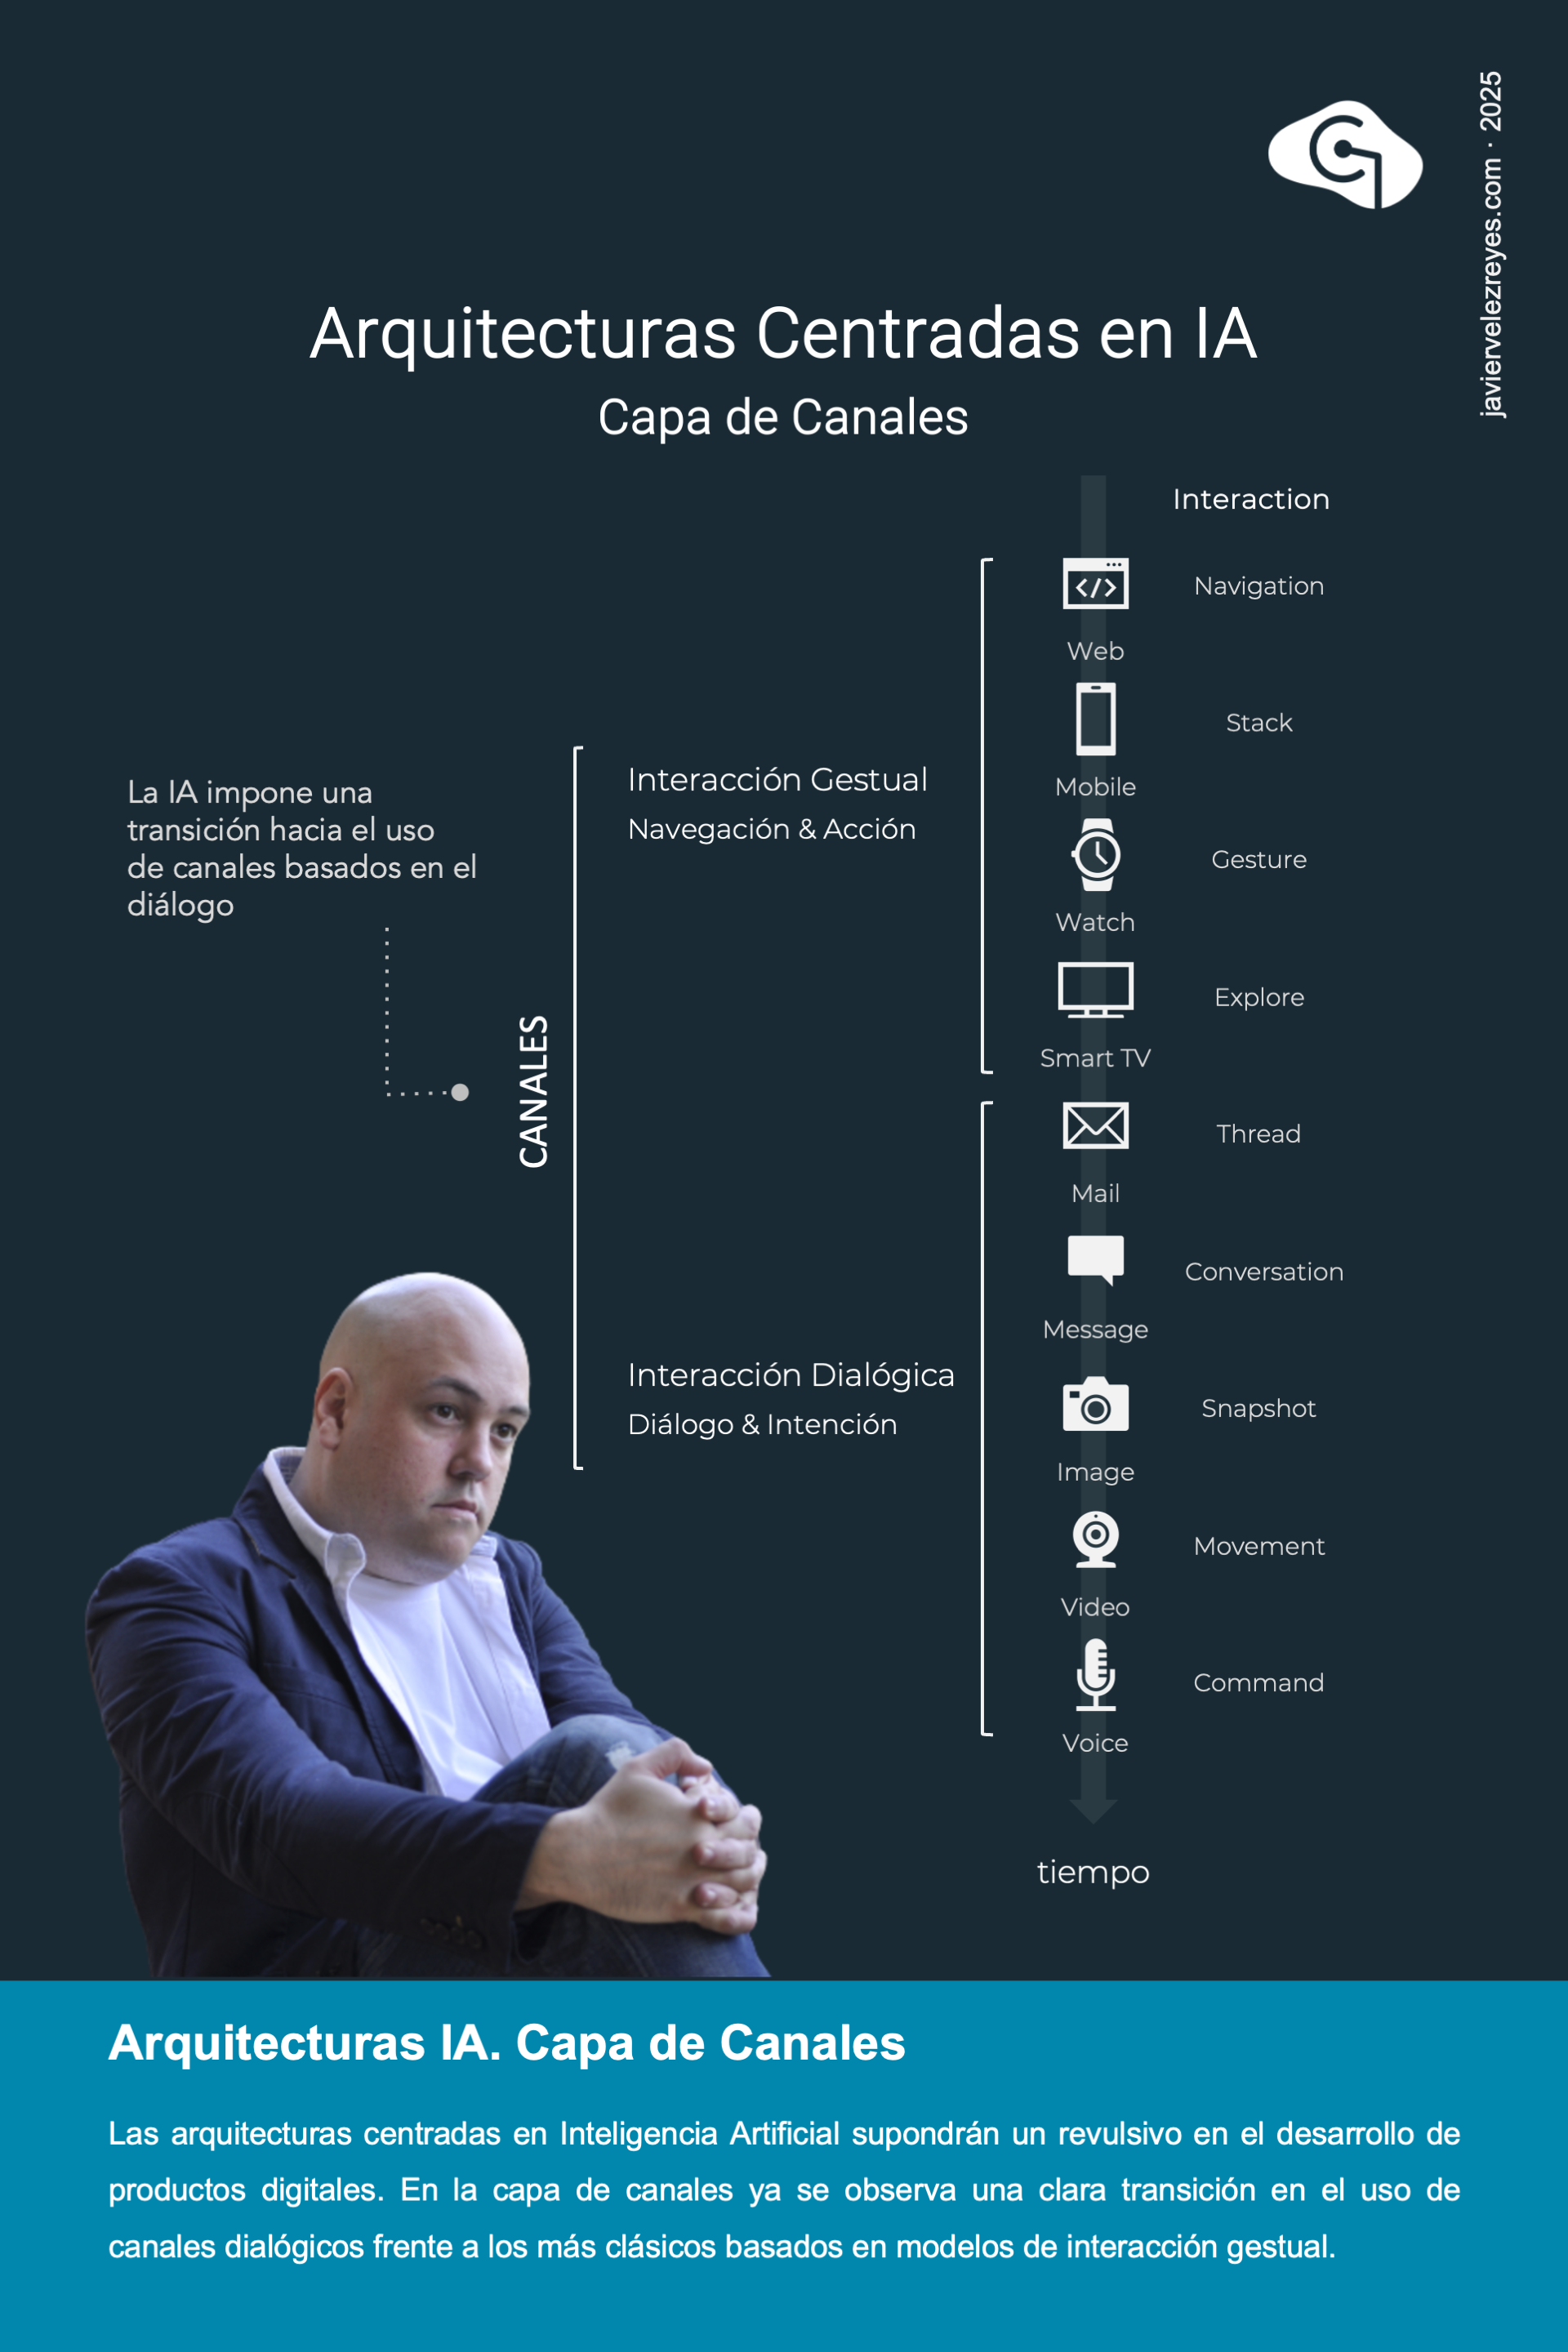 javiervelezreyes.com · 2025
Arquitecturas Centradas en IA
Capa de Canales
Interaction
Navigation
Web
Stack
Mobile
Gesture
Watch
Explore
Smart TV
Thread
Mail
Conversation
Message
Snapshot
Image
Movement
Video
Command
Voice
tiempo
Interacción Gestual
Navegación & Acción
Interacción Dialógica
Diálogo & Intención
CANALES
La IA impone una
transición hacia el uso
de canales basados en el
diálogo
Arquitecturas IA. Capa de Canales
Las arquitecturas centradas en Inteligencia Artificial supondrán un revulsivo en el desarrollo de
productos digitales. En la capa de canales ya se observa una clara transición en el uso de
canales dialógicos frente a los más clásicos basados en modelos de interacción gestual.